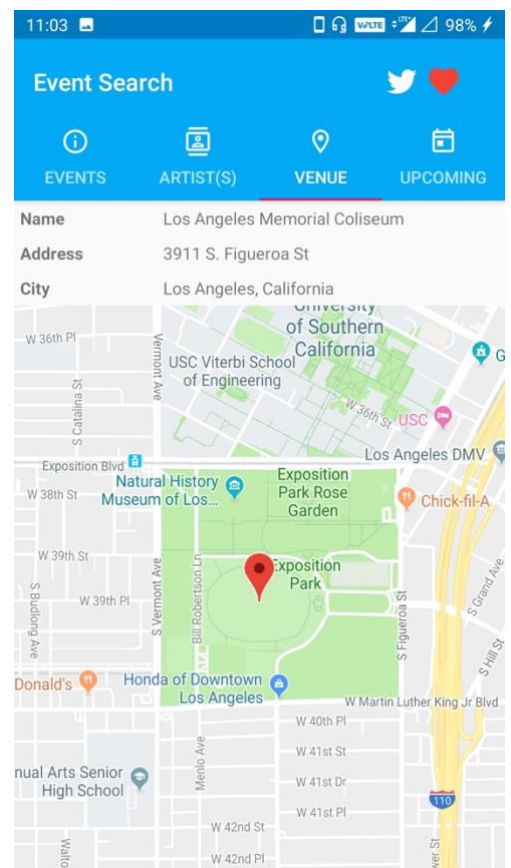 11:03
VoLTE LTE 98%
Event Search
EVENTS ARTIST(S) VENUE UPCOMING
Name Los Angeles Memorial Coliseum
Address 3911 S. Figueroa St
City Los Angeles, California
University
of Southern
California
W 36th Pl
Vermont Ave
USC Viterbi School
of Engineering
G
S Catalina St
W 36th St
USC
Los Angeles DMV
Exposition Blvd
Natural History
Museum of Los...
Exposition
Park Rose
Garden
W 38th St
Chick-fil-A
W 39th St
Exposition
Park
S Budlong Ave
W 39th Pl
S Vermont Ave
Bill Robertson Ln
S Figueroa St
S Grand Ave
S Hill St
Donald's
Honda of Downtown
Los Angeles
W Martin Luther King Jr Blvd
W 40th Pl
Menlo Ave
W 41st St
nual Arts Senior
High School
W 41st Dr
110
W 41st Pl
W 42nd St
Walto
wer St
W 42nd Pl